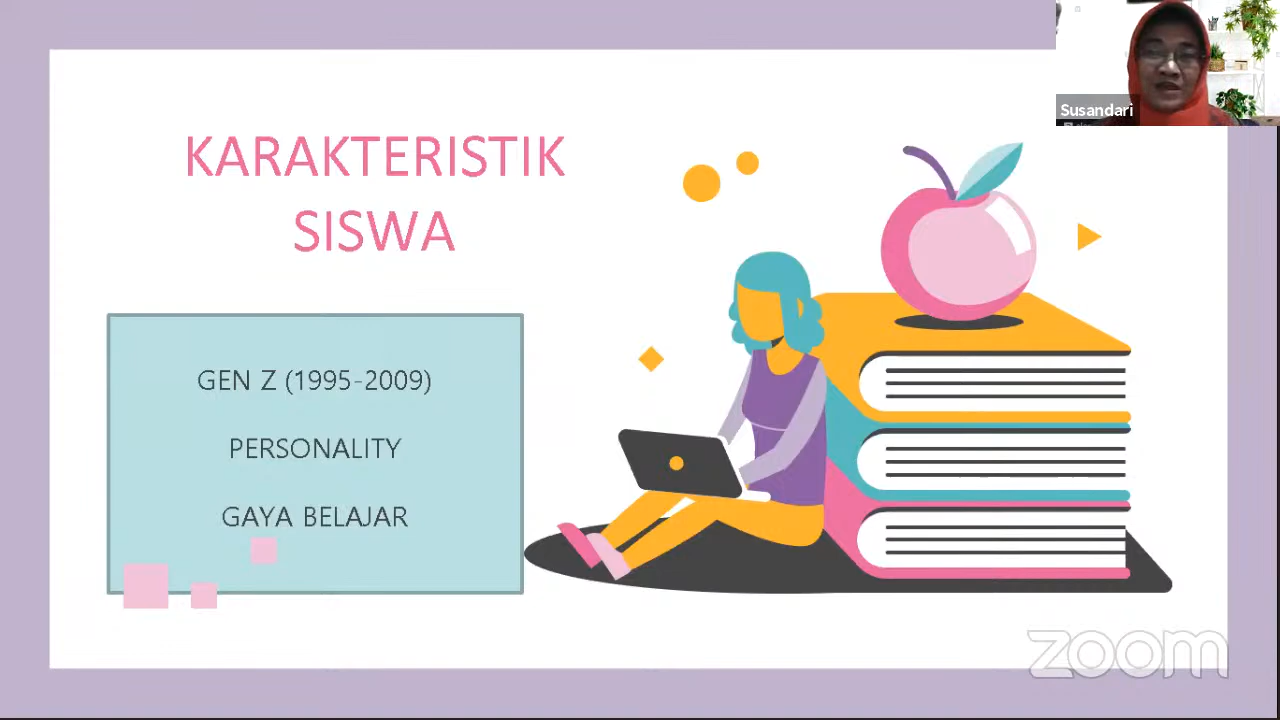 KARAKTERISTIK
SISWA
GEN Z (1995-2009)
PERSONALITY
GAYA BELAJAR
Susandari
zoom